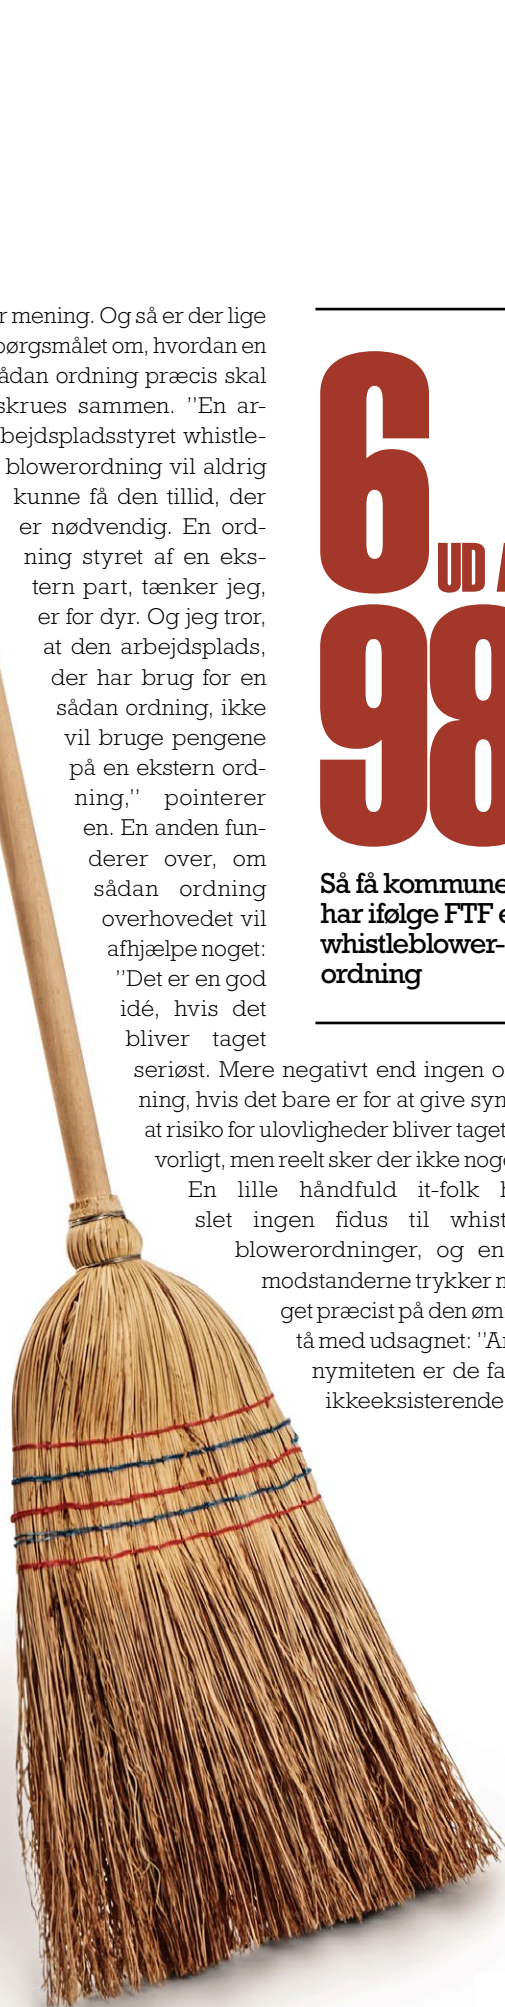 r mening. Og så er der lige
pørgsmålet om, hvordan en
ådan ordning præcis skal
skrues sammen. ”En ar-
bejdspladsstyret whistle-
blowerordning vil aldrig
kunne få den tillid, der
er nødvendig. En ord-
ning styret af en eks-
tern part, tænker jeg,
er for dyr. Og jeg tror,
at den arbejdsplads,
der har brug for en
sådan ordning, ikke
vil bruge pengene
på en ekstern ord-
ning,” pointerer
en. En anden fun-
derer over, om
sådan ordning
overhovedet vil
afhjælpe noget:
”Det er en god
idé, hvis det
bliver taget
seriøst. Mere negativt end ingen o
ning, hvis det bare er for at give syn
at risiko for ulovligheder bliver taget
vorligt, men reelt sker der ikke nog
En lille håndfuld it-folk h
slet ingen fidus til whist
blowerordninger, og en
modstanderne trykker m
get præcist på den øm
tå med udsagnet: ”An
nymiteten er de fa
ikkeeksisterende
6
UD A
98
Så få kommune
har ifølge FTF e
whistleblower-
ordning